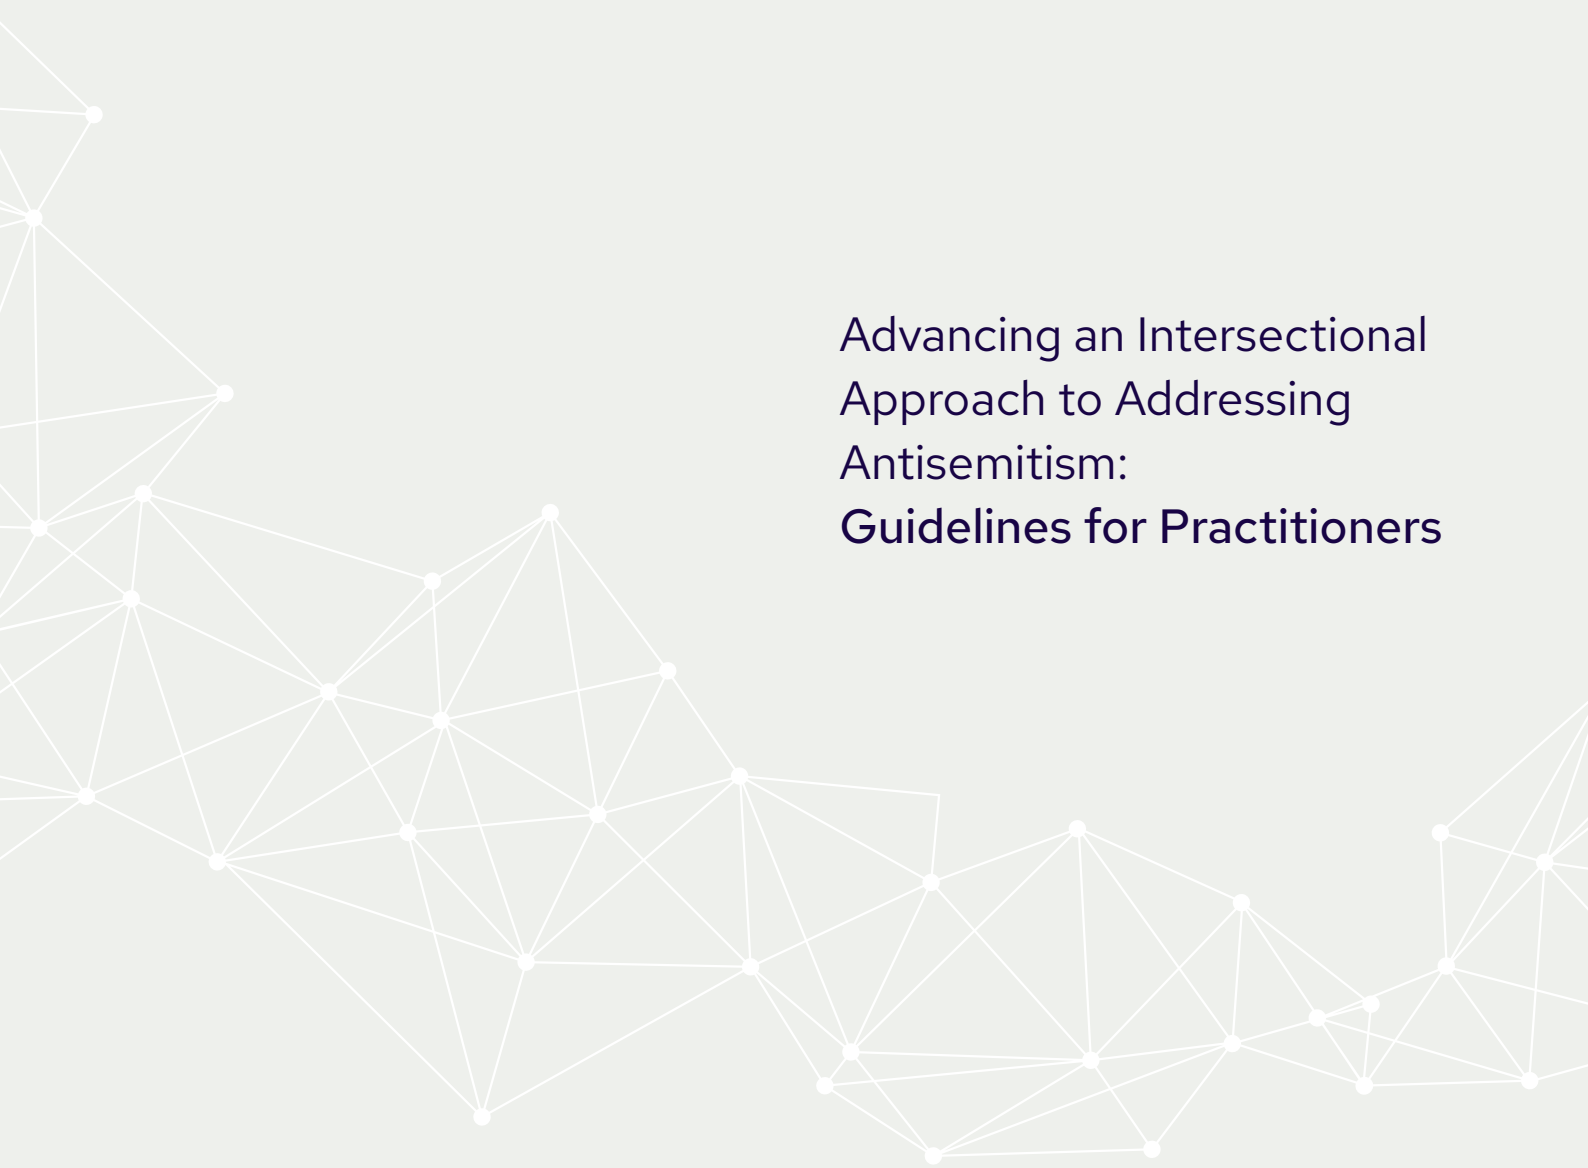 Advancing an Intersectional
Approach to Addressing
Antisemitism:
Guidelines for Practitioners